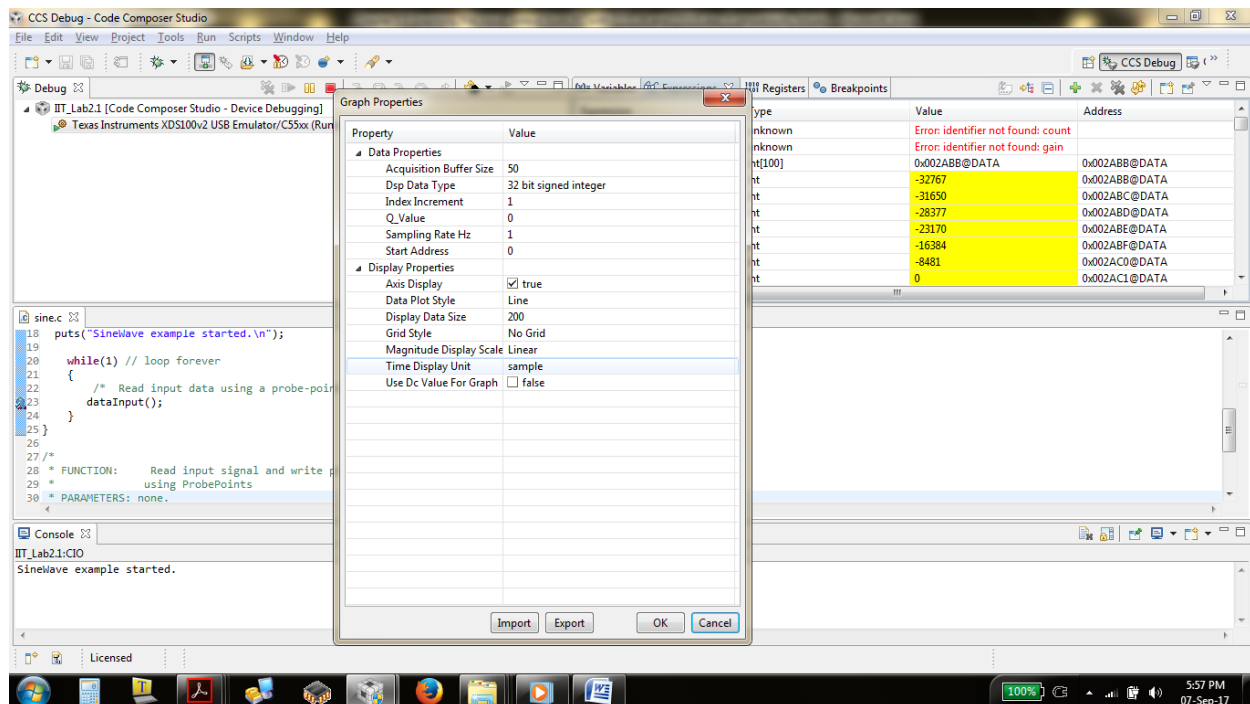 CCS Debug - Code Composer Studio
File Edit View Project Tools Run Scripts Window Help
CCS Debug
Debug
Registers
Breakpoints
IIT_Lab2.1 [Code Composer Studio - Device Debugging]
Texas Instruments XDS100v2 USB Emulator/C55xx (Run
Value Address
Error: identifier not found: count
Error: identifier not found: gain
0x002ABB@DATA 0x002ABB@DATA
-32767 0x002ABB@DATA
-31650 0x002ABC@DATA
-28377 0x002ABD@DATA
-23170 0x002ABE@DATA
-16384 0x002ABF@DATA
-8481 0x002AC0@DATA
0 0x002AC1@DATA
Graph Properties
Property Value
Data Properties
Acquisition Buffer Size 50
Dsp Data Type 32 bit signed integer
Index Increment 1
Q_Value 0
Sampling Rate Hz 1
Start Address 0
Display Properties
Axis Display true
Data Plot Style Line
Display Data Size 200
Grid Style No Grid
Magnitude Display Scale Linear
Time Display Unit sample
Use Dc Value For Graph false
Import Export OK Cancel
sine.c
18 puts("SineWave example started.\n");
19
20 while(1) // loop forever
21 {
22 /* Read input data using a probe-poin
23 dataInput();
24 }
25 }
26
27 /*
28 * FUNCTION: Read input signal and write p
29 * using ProbePoints
30 * PARAMETERS: none.
Console
IIT_Lab2.1:CIO
SineWave example started.
Licensed
100%
5:57 PM
07-Sep-17